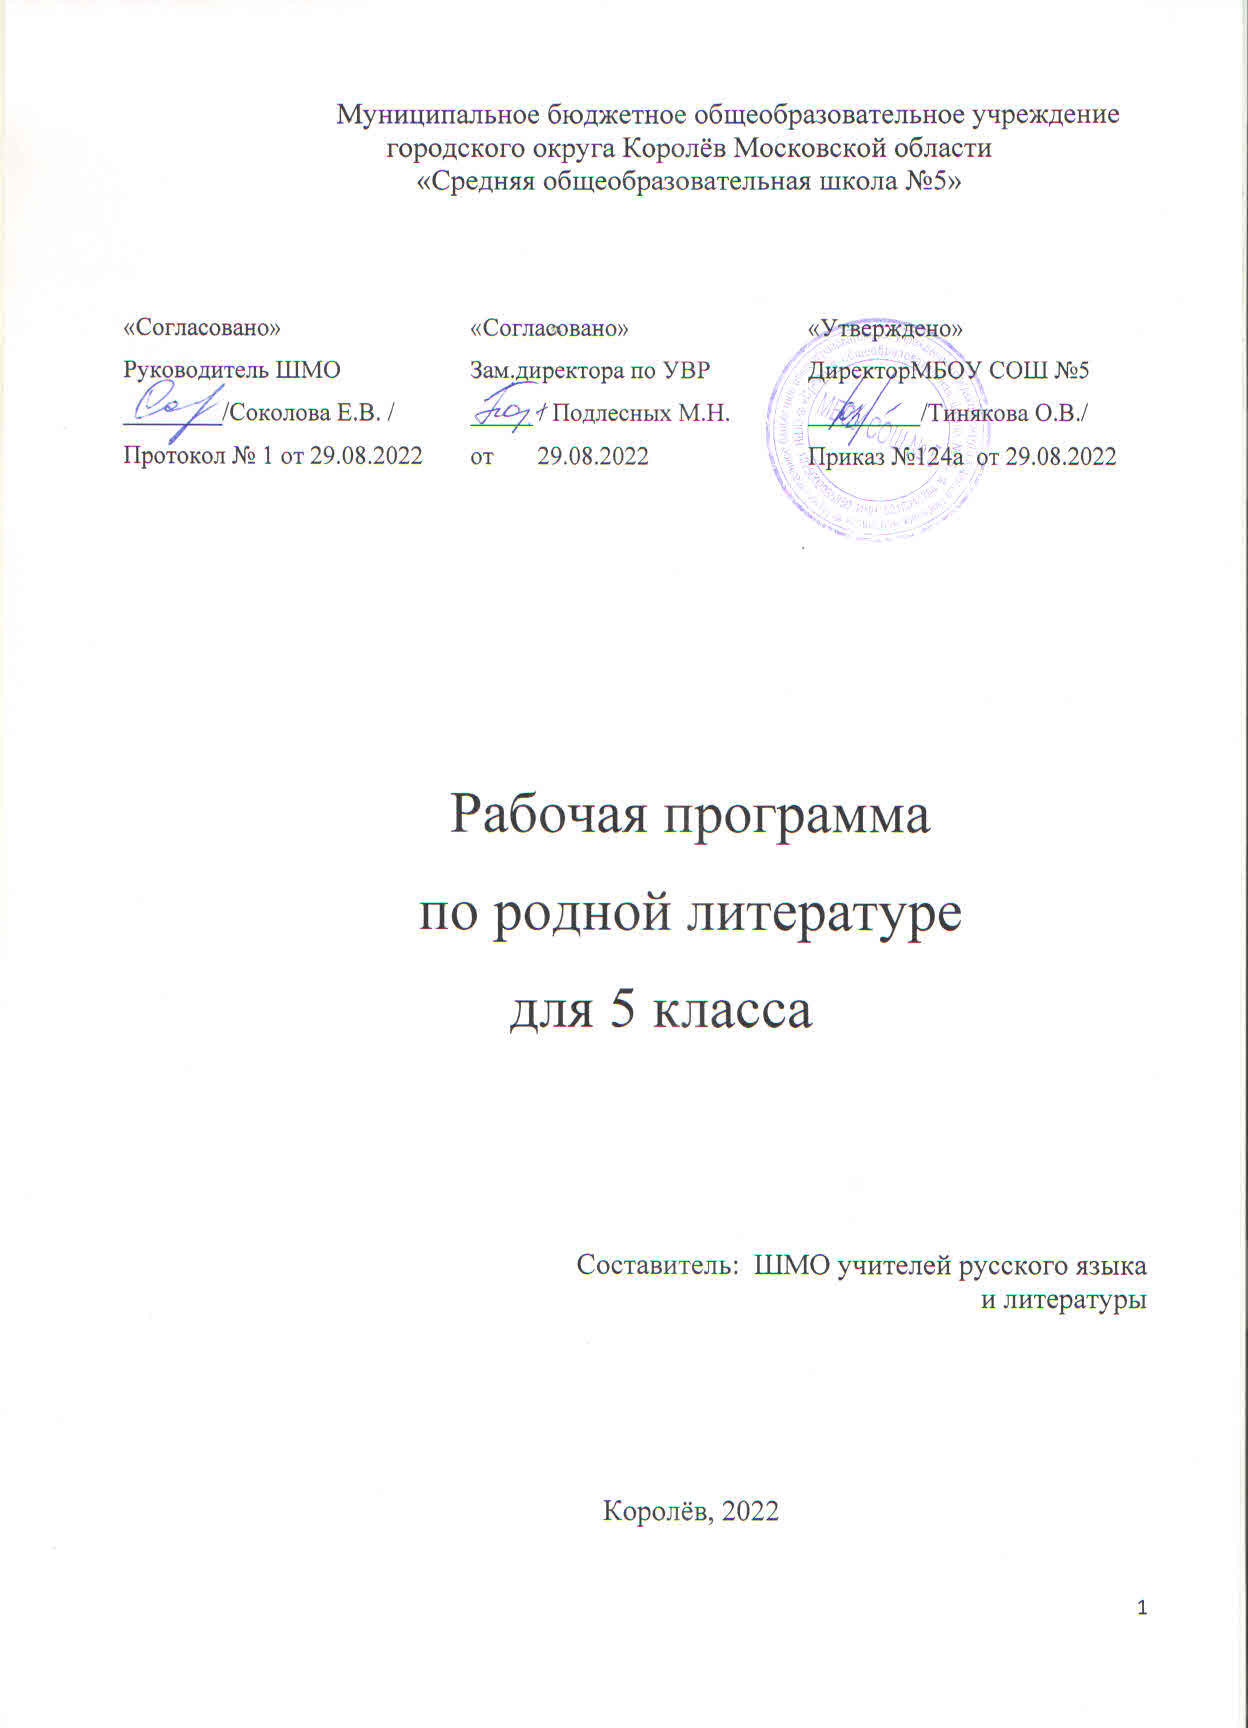 Муниципальное бюджетное общеобразовательное учреждение
городского округа Королёв Московской области
«Средняя общеобразовательная школа №5»
«Согласовано» «Согласовано» «Утверждено»
Руководитель ШМО Зам.директора по УВР ДиректорМБОУ СОШ №5
________/Соколова Е.В. / _____/ Подлесных М.Н. _________/Тинякова О.В./
Протокол № 1 от 29.08.2022 от 29.08.2022 Приказ №124а от 29.08.2022
Рабочая программа
по родной литературе
для 5 класса
Составитель: ШМО учителей русского языка
и литературы
Королёв, 2022
1